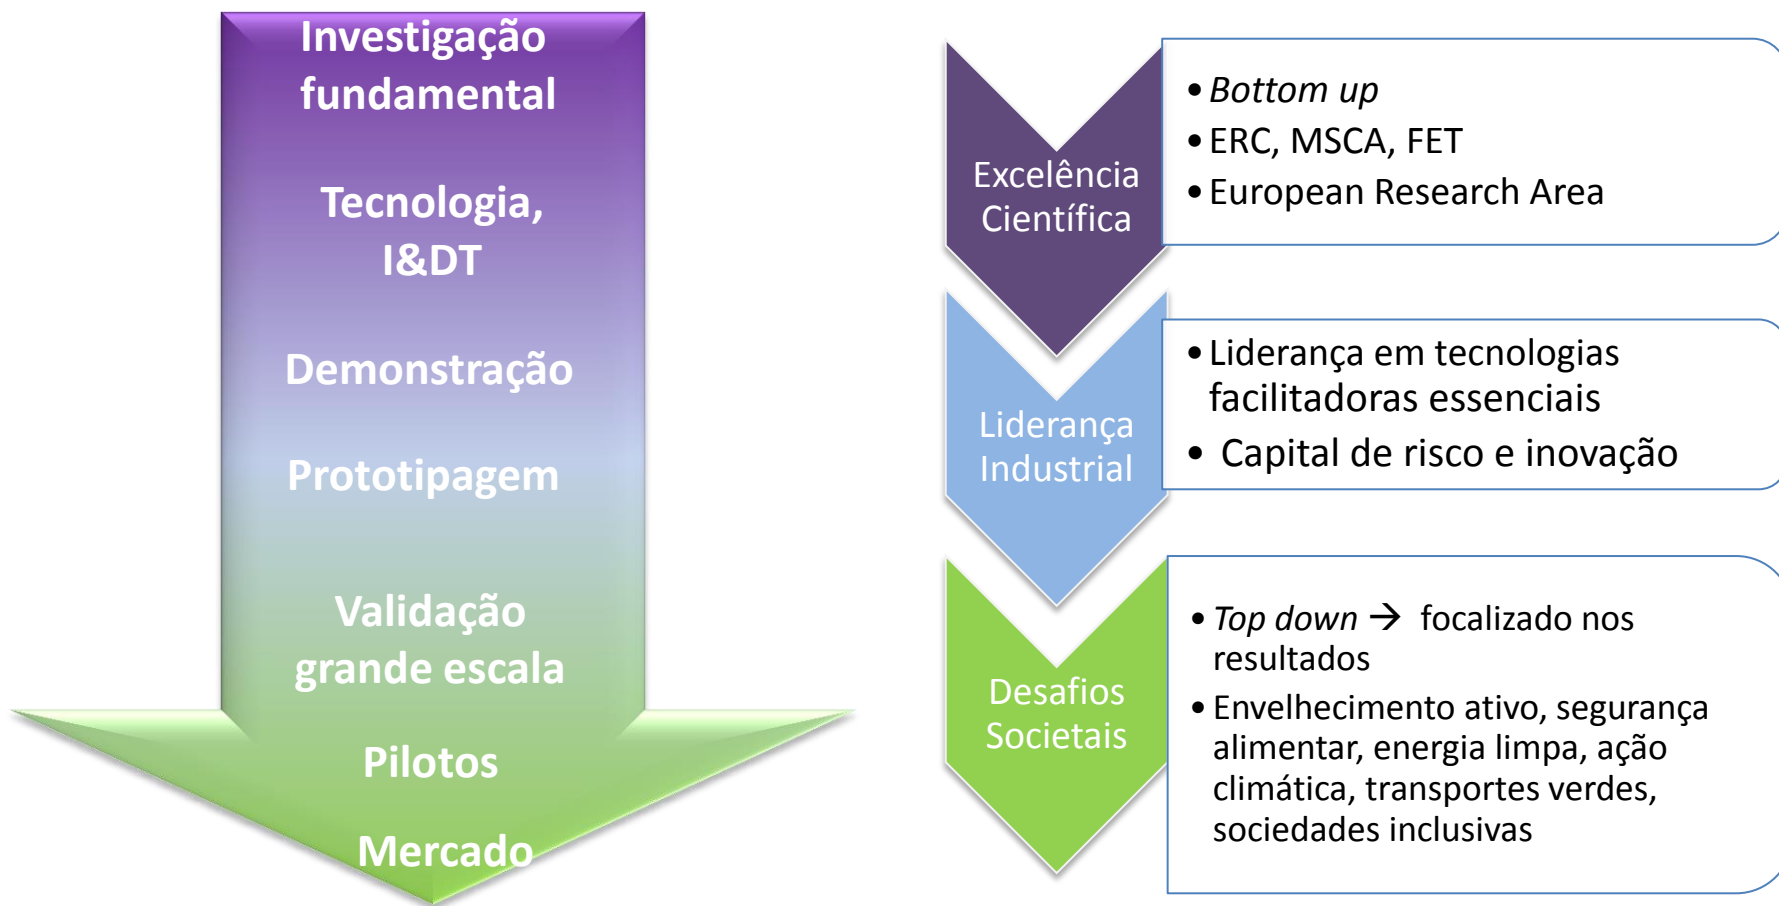 Investigação
fundamental
Tecnologia,
I&DT
Demonstração
Prototipagem
Validação
grande escala
Pilotos
Mercado
Excelência
Científica
• Bottom up
• ERC, MSCA, FET
• European Research Area
Liderança
Industrial
• Liderança em tecnologias
facilitadoras essenciais
• Capital de risco e inovação
Desafios
Societais
• Top down → focalizado nos
resultados
• Envelhecimento ativo, segurança
alimentar, energia limpa, ação
climática, transportes verdes,
sociedades inclusivas